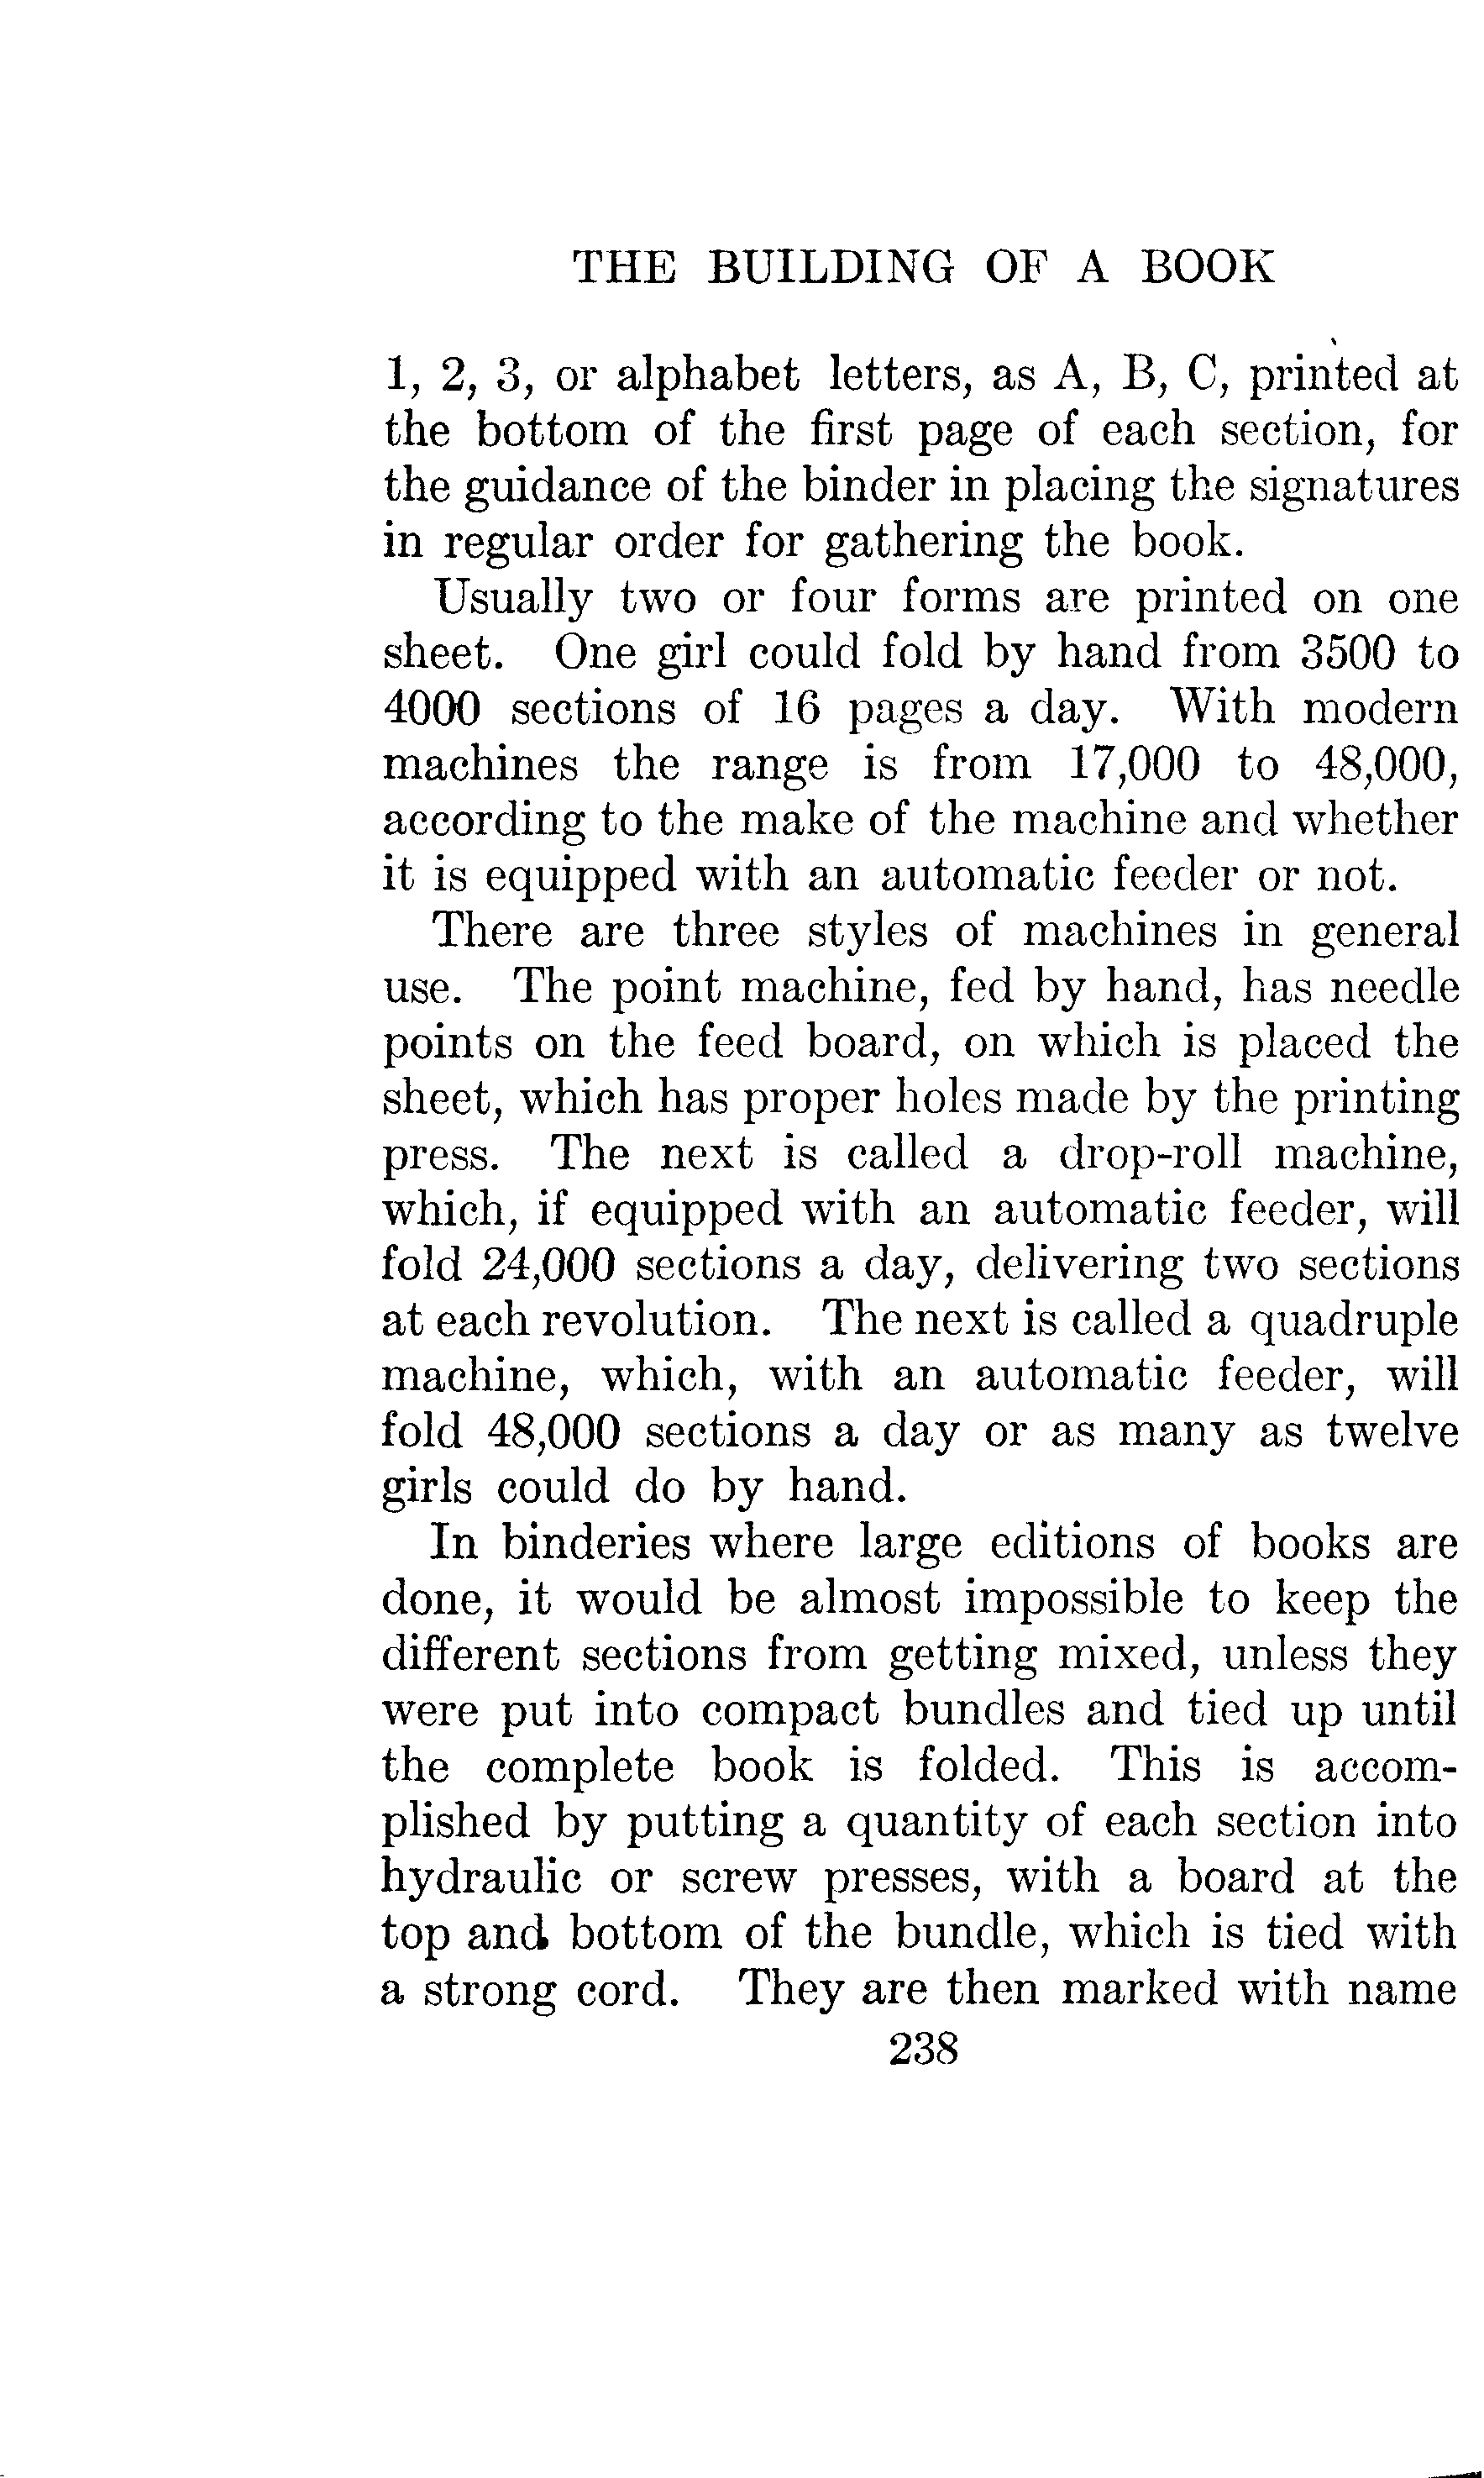 THE BUILDING OF A BOOK
1, 2, 3, or alphabet letters, as A, B, C, printed at
the bottom of the first page of each section, for
the guidance of the binder in placing the signatures
in regular order for gathering the book.
Usually two or four forms are printed on one
sheet. One girl could fold by hand from 3500 to
4000 sections of 16 pages a day. With modern
machines the range is from 17,000 to 48,000,
according to the make of the machine and whether
it is equipped with an automatic feeder or not.
There are three styles of machines in general
use. The point machine, fed by hand, has needle
points on the feed board, on which is placed the
sheet, which has proper holes made by the printing
press. The next is called a drop-roll machine,
which, if equipped with an automatic feeder, will
fold 24,000 sections a day, delivering two sections
at each revolution. The next is called a quadruple
machine, which, with an automatic feeder, will
fold 48,000 sections a day or as many as twelve
girls could do by hand.
In binderies where large editions of books are
done, it would be almost impossible to keep the
different sections from getting mixed, unless they
were put into compact bundles and tied up until
the complete book is folded. This is accom-
plished by putting a quantity of each section into
hydraulic or screw presses, with a board at the
top and bottom of the bundle, which is tied with
a strong cord. They are then marked with name
238